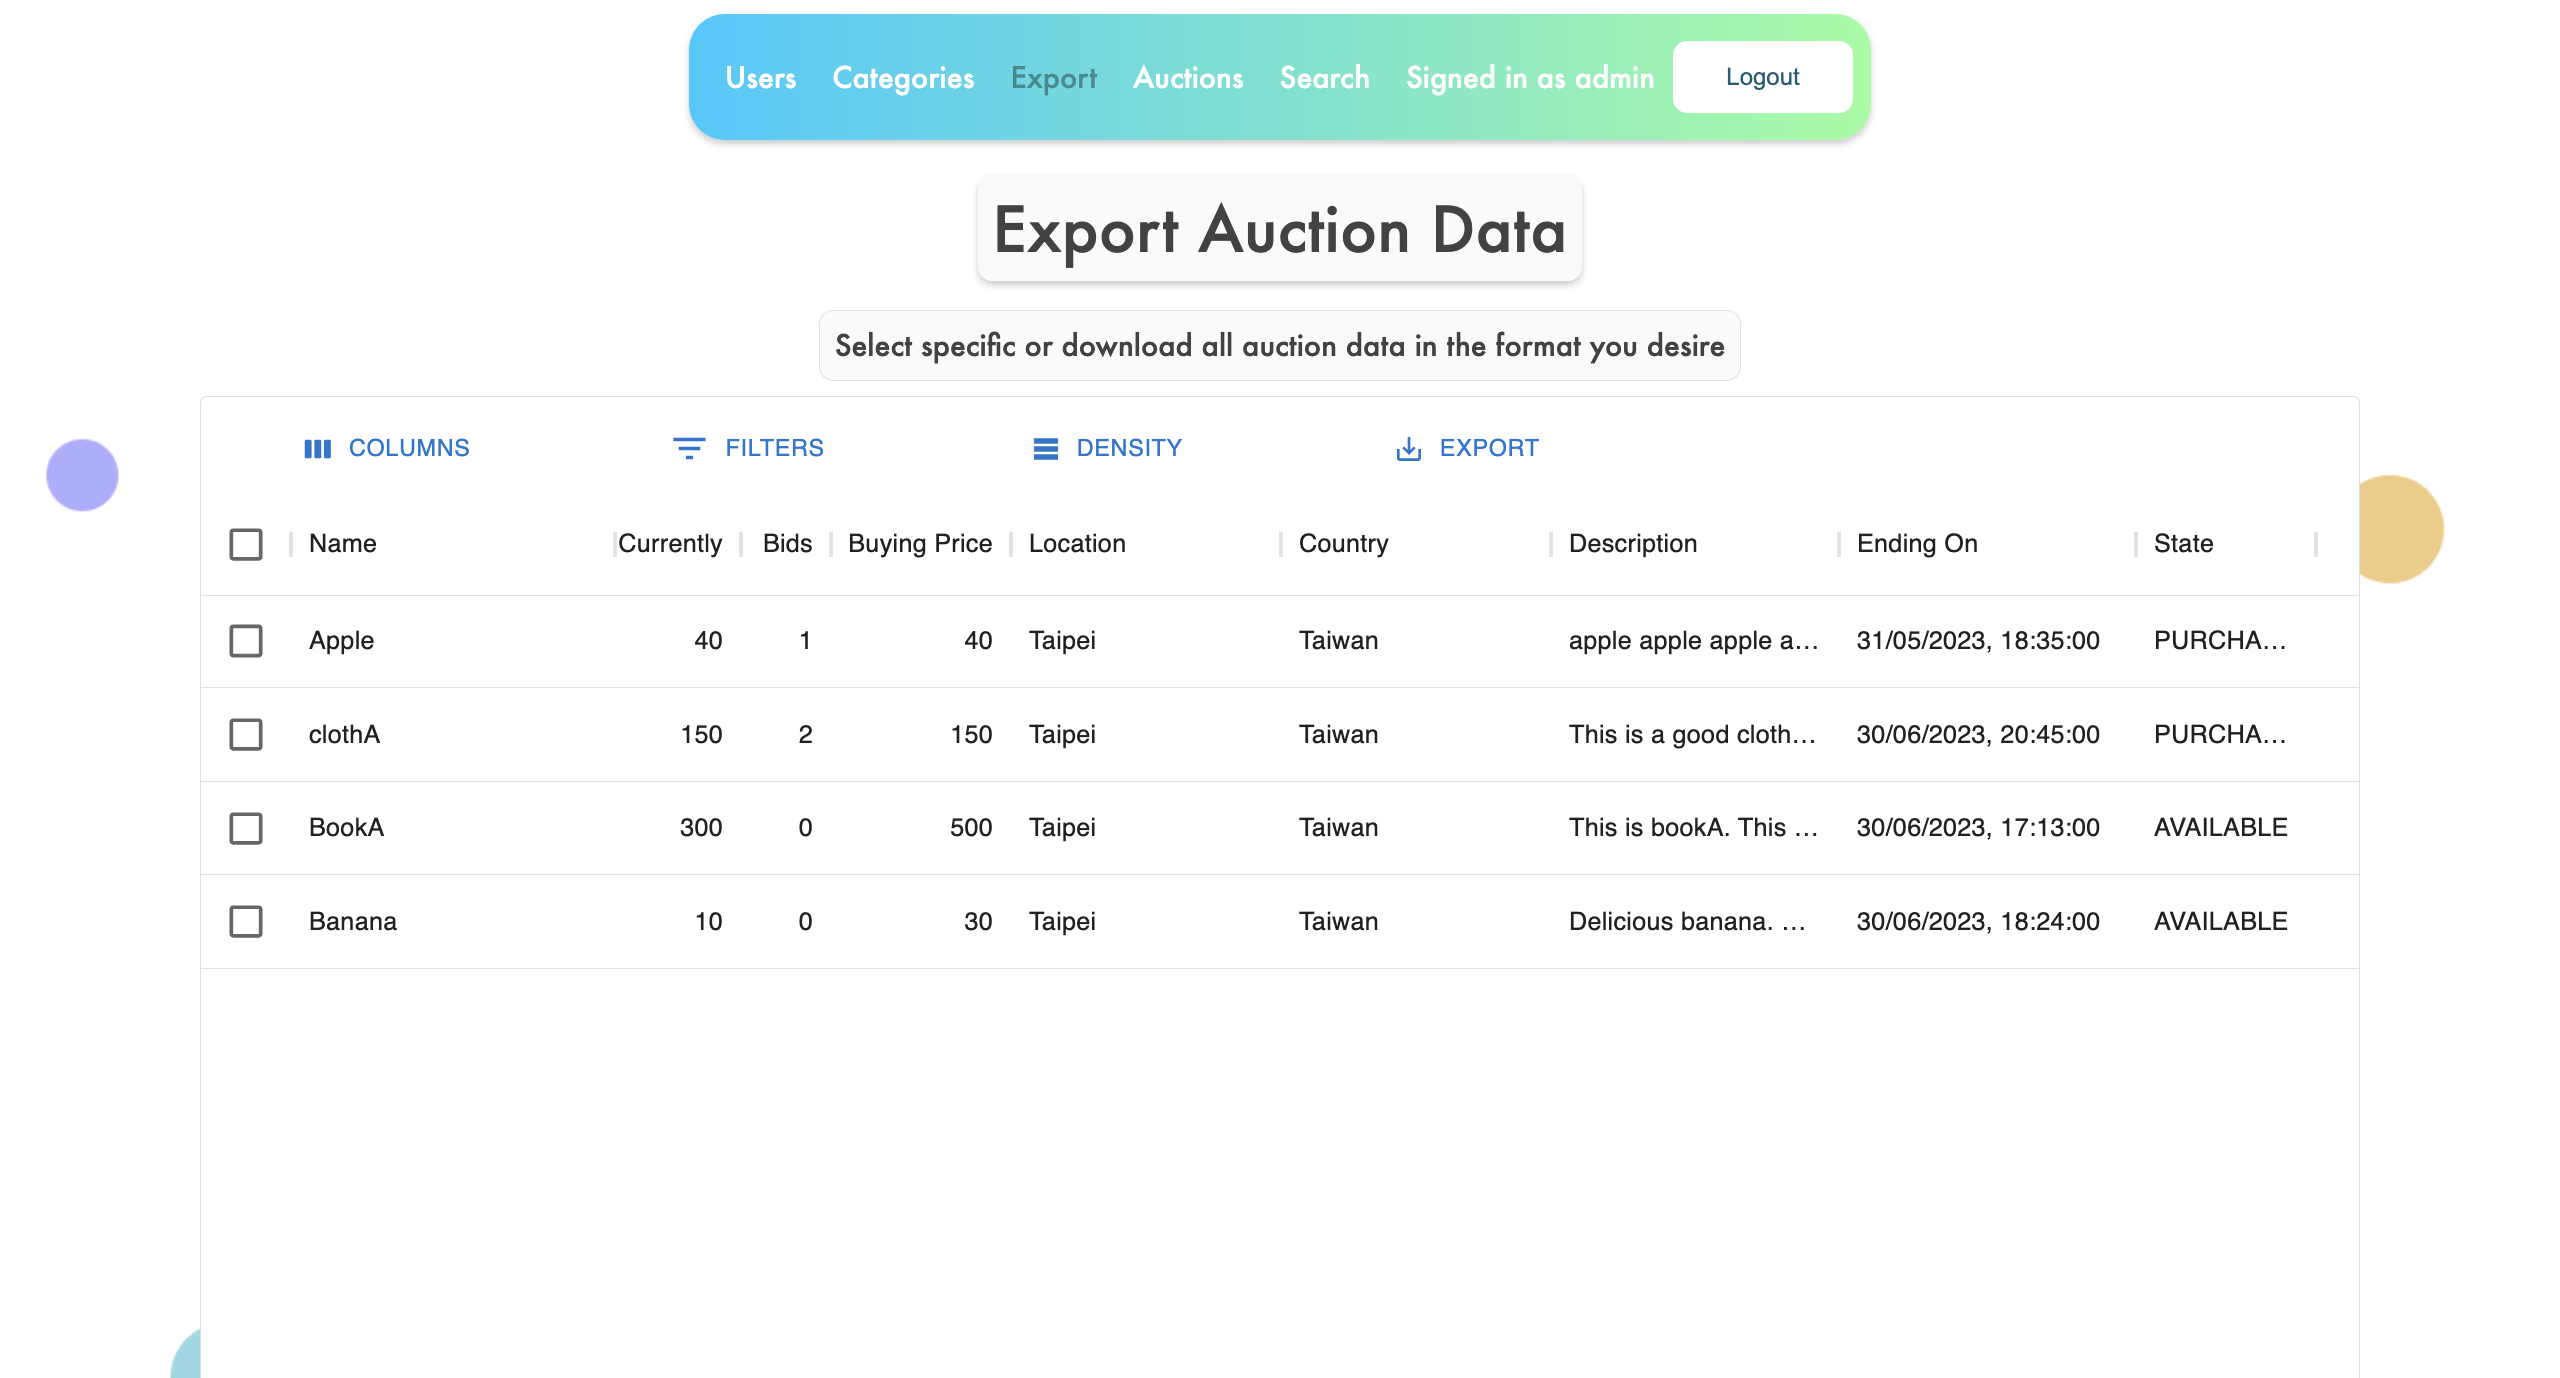 Users Categories Export Auctions Search Signed in as admin Logout
Export Auction Data
Select specific or download all auction data in the format you desire
COLUMNS FILTERS DENSITY EXPORT
Name Currently Bids Buying Price Location Country Description Ending On State
Apple 40 1 40 Taipei Taiwan apple apple apple a... 31/05/2023, 18:35:00 PURCHA...
clothA 150 2 150 Taipei Taiwan This is a good cloth... 30/06/2023, 20:45:00 PURCHA...
BookA 300 0 500 Taipei Taiwan This is bookA. This ... 30/06/2023, 17:13:00 AVAILABLE
Banana 10 0 30 Taipei Taiwan Delicious banana. ... 30/06/2023, 18:24:00 AVAILABLE